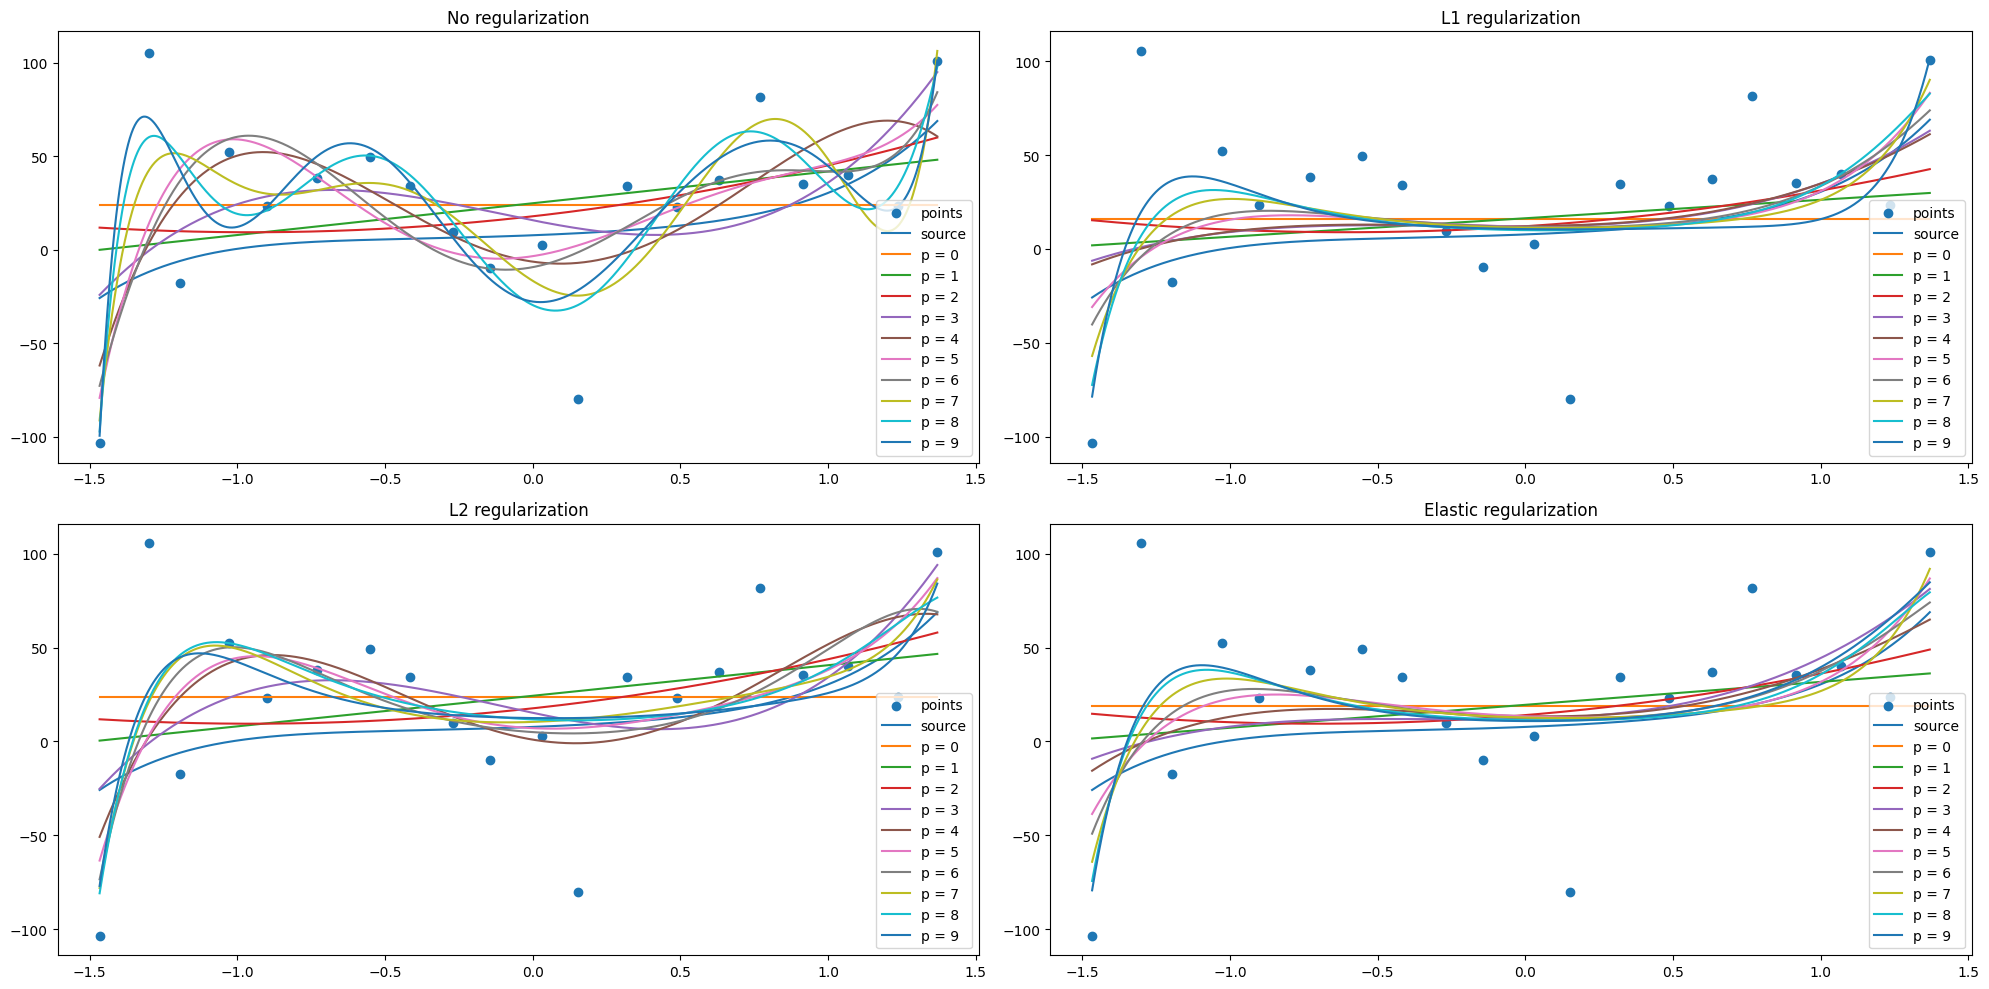 No regularization
100
50
0
−50
−100
−1.5 −1.0 −0.5 0.0 0.5 1.0 1.5
points
source
p = 0
p = 1
p = 2
p = 3
p = 4
p = 5
p = 6
p = 7
p = 8
p = 9
L1 regularization
100
50
0
−50
−100
−1.5 −1.0 −0.5 0.0 0.5 1.0 1.5
points
source
p = 0
p = 1
p = 2
p = 3
p = 4
p = 5
p = 6
p = 7
p = 8
p = 9
L2 regularization
100
50
0
−50
−100
−1.5 −1.0 −0.5 0.0 0.5 1.0 1.5
points
source
p = 0
p = 1
p = 2
p = 3
p = 4
p = 5
p = 6
p = 7
p = 8
p = 9
Elastic regularization
100
50
0
−50
−100
−1.5 −1.0 −0.5 0.0 0.5 1.0 1.5
points
source
p = 0
p = 1
p = 2
p = 3
p = 4
p = 5
p = 6
p = 7
p = 8
p = 9